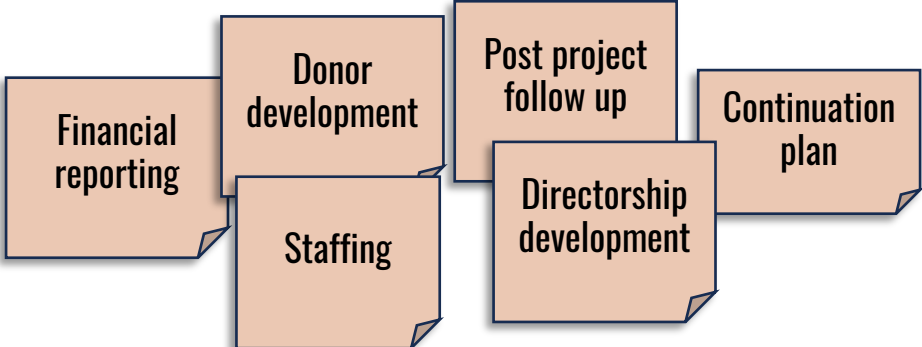 Financial
reporting
Donor
development
Staffing
Post project
follow up
Directorship
development
Continuation
plan